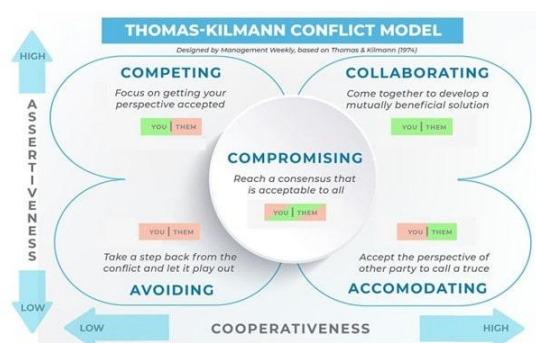 THOMAS-KILMANN CONFLICT MODEL
Designed by Management Weekly, based on Thomas & Kilmann (1974)
HIGH
ASSERTIVENESS
LOW
COMPETING
Focus on getting your
perspective accepted
YOU | THEM
COLLABORATING
Come together to develop a
mutually beneficial solution
YOU | THEM
COMPROMISING
Reach a consensus that
is acceptable to all
YOU | THEM
YOU | THEM
Take a step back from the
conflict and let it play out
AVOIDING
YOU | THEM
Accept the perspective of
other party to call a truce
ACCOMODATING
LOW
COOPERATIVENESS
HIGH